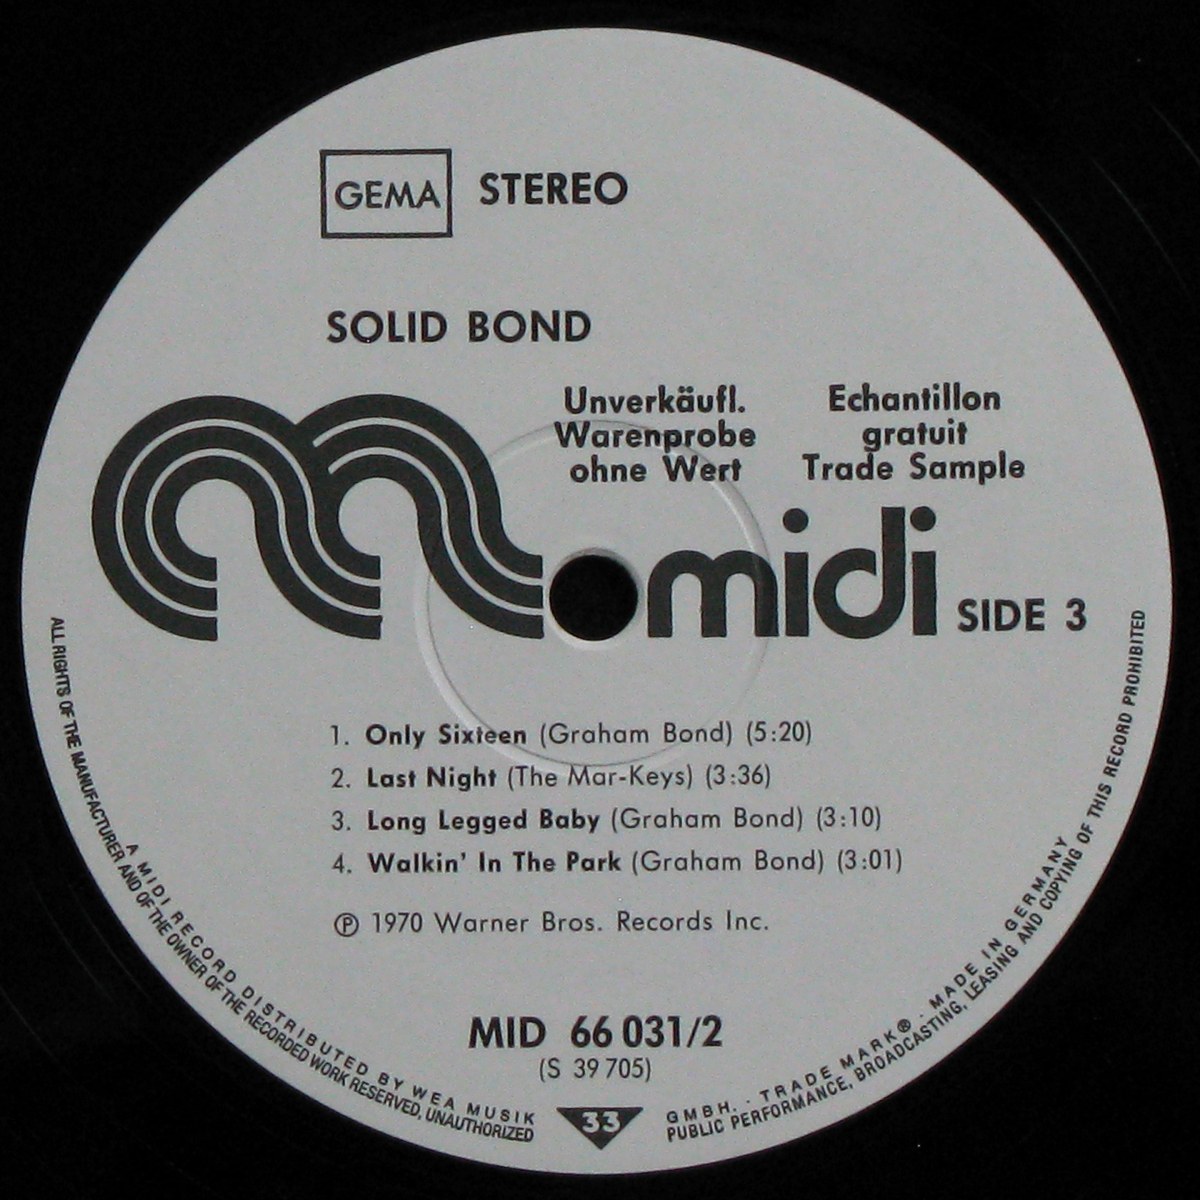 GEMA STEREO
SOLID BOND
Unverkäufl.
Warenprobe
ohne Wert
Echantillon
gratuit
Trade Sample
midi SIDE 3
1. Only Sixteen (Graham Bond) (5:20)
2. Last Night (The Mar-Keys) (3:36)
3. Long Legged Baby (Graham Bond) (3:10)
4. Walkin' In The Park (Graham Bond) (3:01)
℗ 1970 Warner Bros. Records Inc.
MID 66 031/2
(S 39 705)
33
A MIDI RECORD DISTRIBUTED BY WEA MUSIK GMBH. · TRADE MARK® · MADE IN GERMANY
ALL RIGHTS OF THE MANUFACTURER AND OF THE OWNER OF THE RECORDED WORK RESERVED, UNAUTHORIZED PUBLIC PERFORMANCE, BROADCASTING, LEASING AND COPYING OF THIS RECORD PROHIBITED